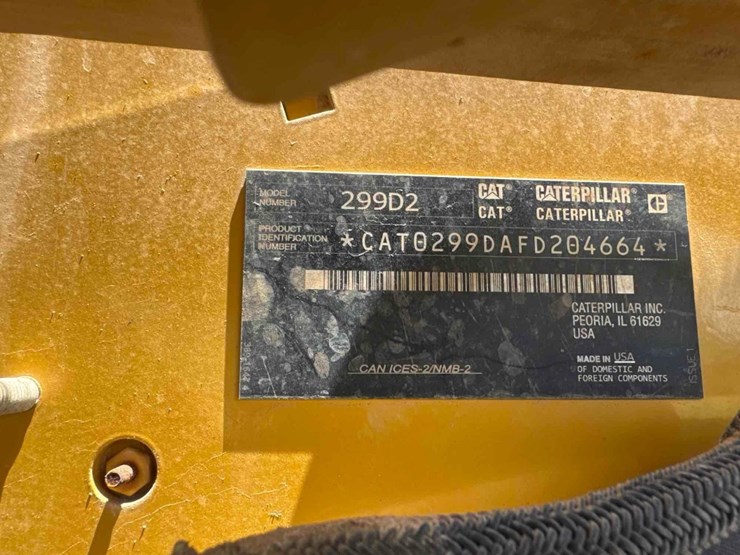 MODEL NUMBER 299D2 CAT® CATERPILLAR®
CAT® CATERPILLAR®
PRODUCT IDENTIFICATION NUMBER *CAT0299DAFD204664*
CATERPILLAR INC.
PEORIA, IL 61629
USA
MADE IN USA
OF DOMESTIC AND
FOREIGN COMPONENTS
CAN ICES-2/NMB-2
ISSUE 1